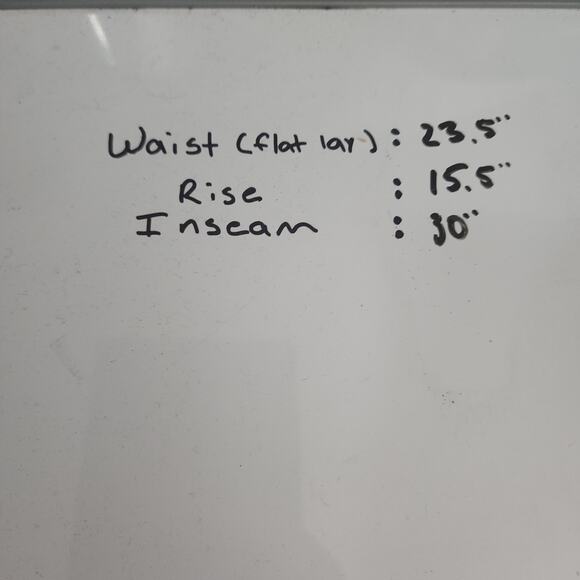 Waist (flat lay) : 23.5"
Rise : 15.5"
Inseam : 30"